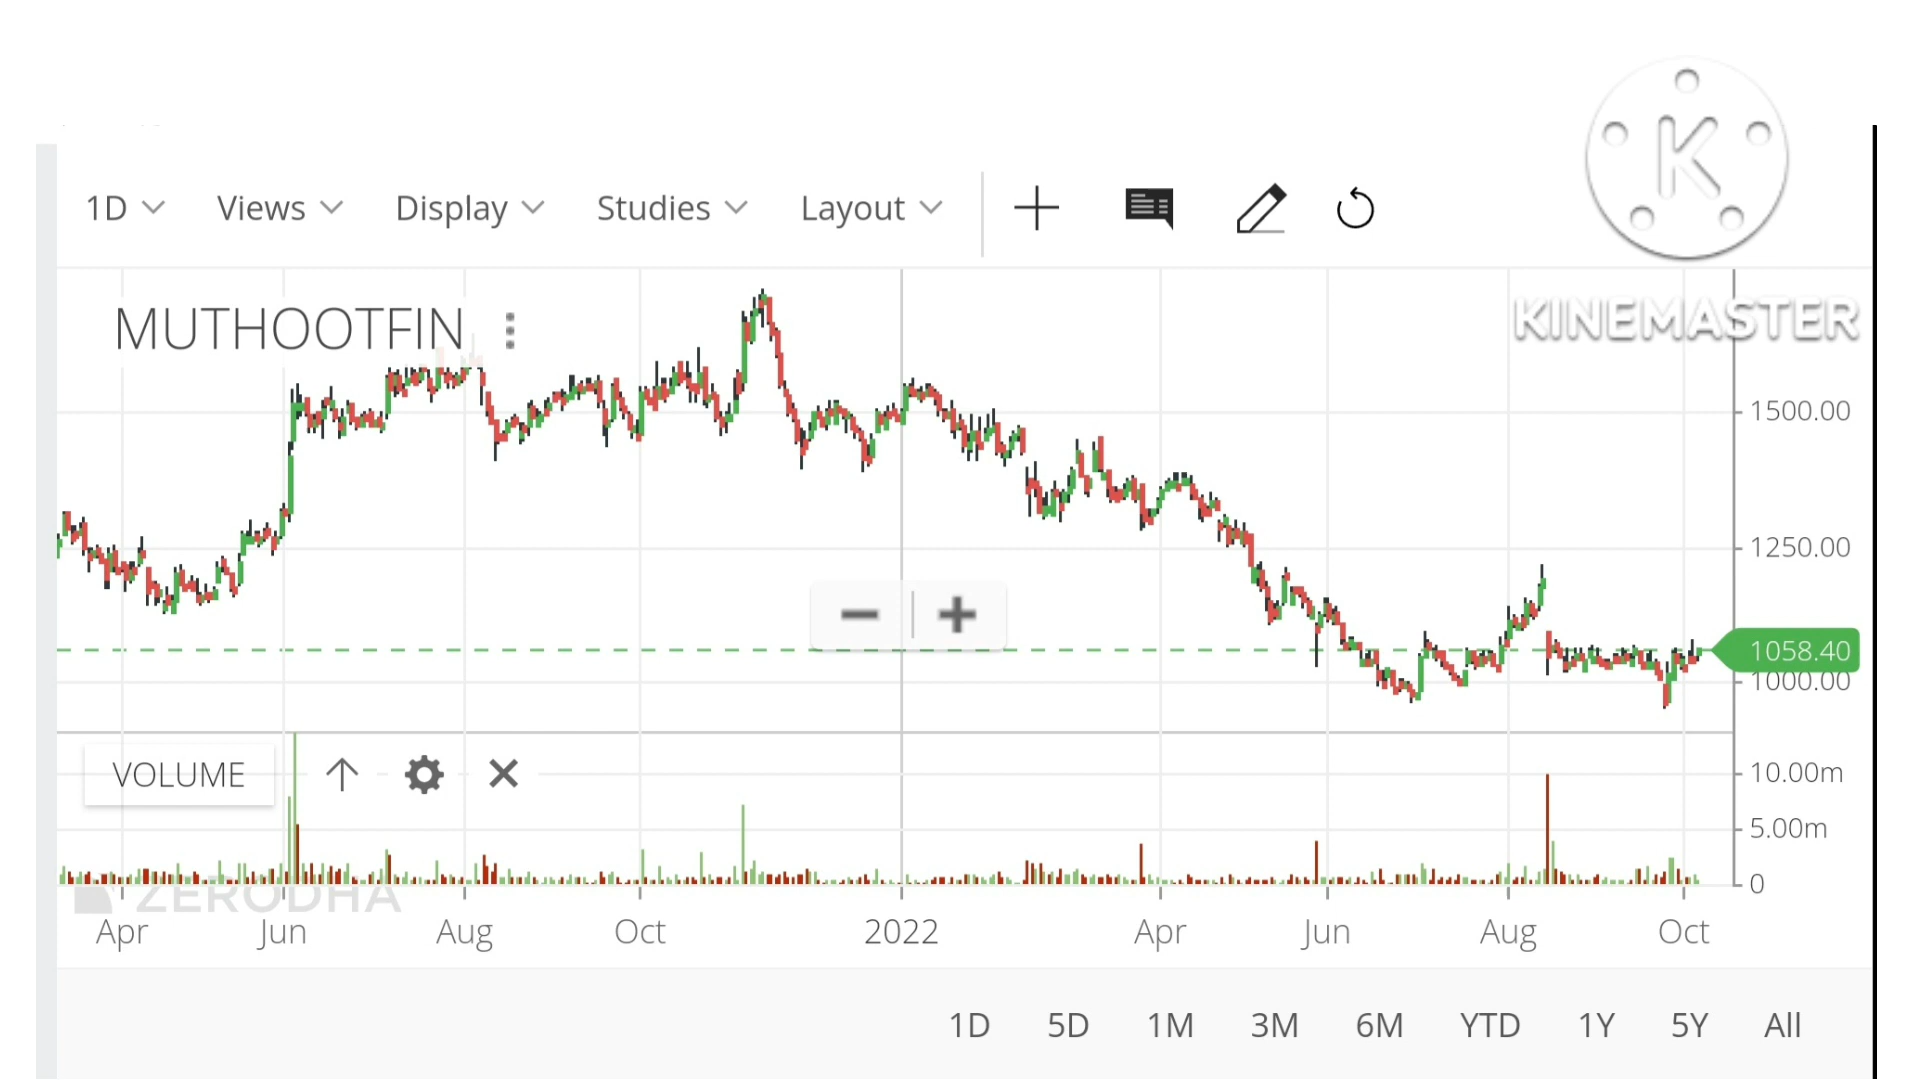 K
KINEMASTER
1D Views Display Studies Layout
MUTHOOTFIN
1500.00
1250.00
1058.40
1000.00
VOLUME
10.00m
5.00m
0
ZERODHA
Apr Jun Aug Oct 2022 Apr Jun Aug Oct
1D 5D 1M 3M 6M YTD 1Y 5Y All